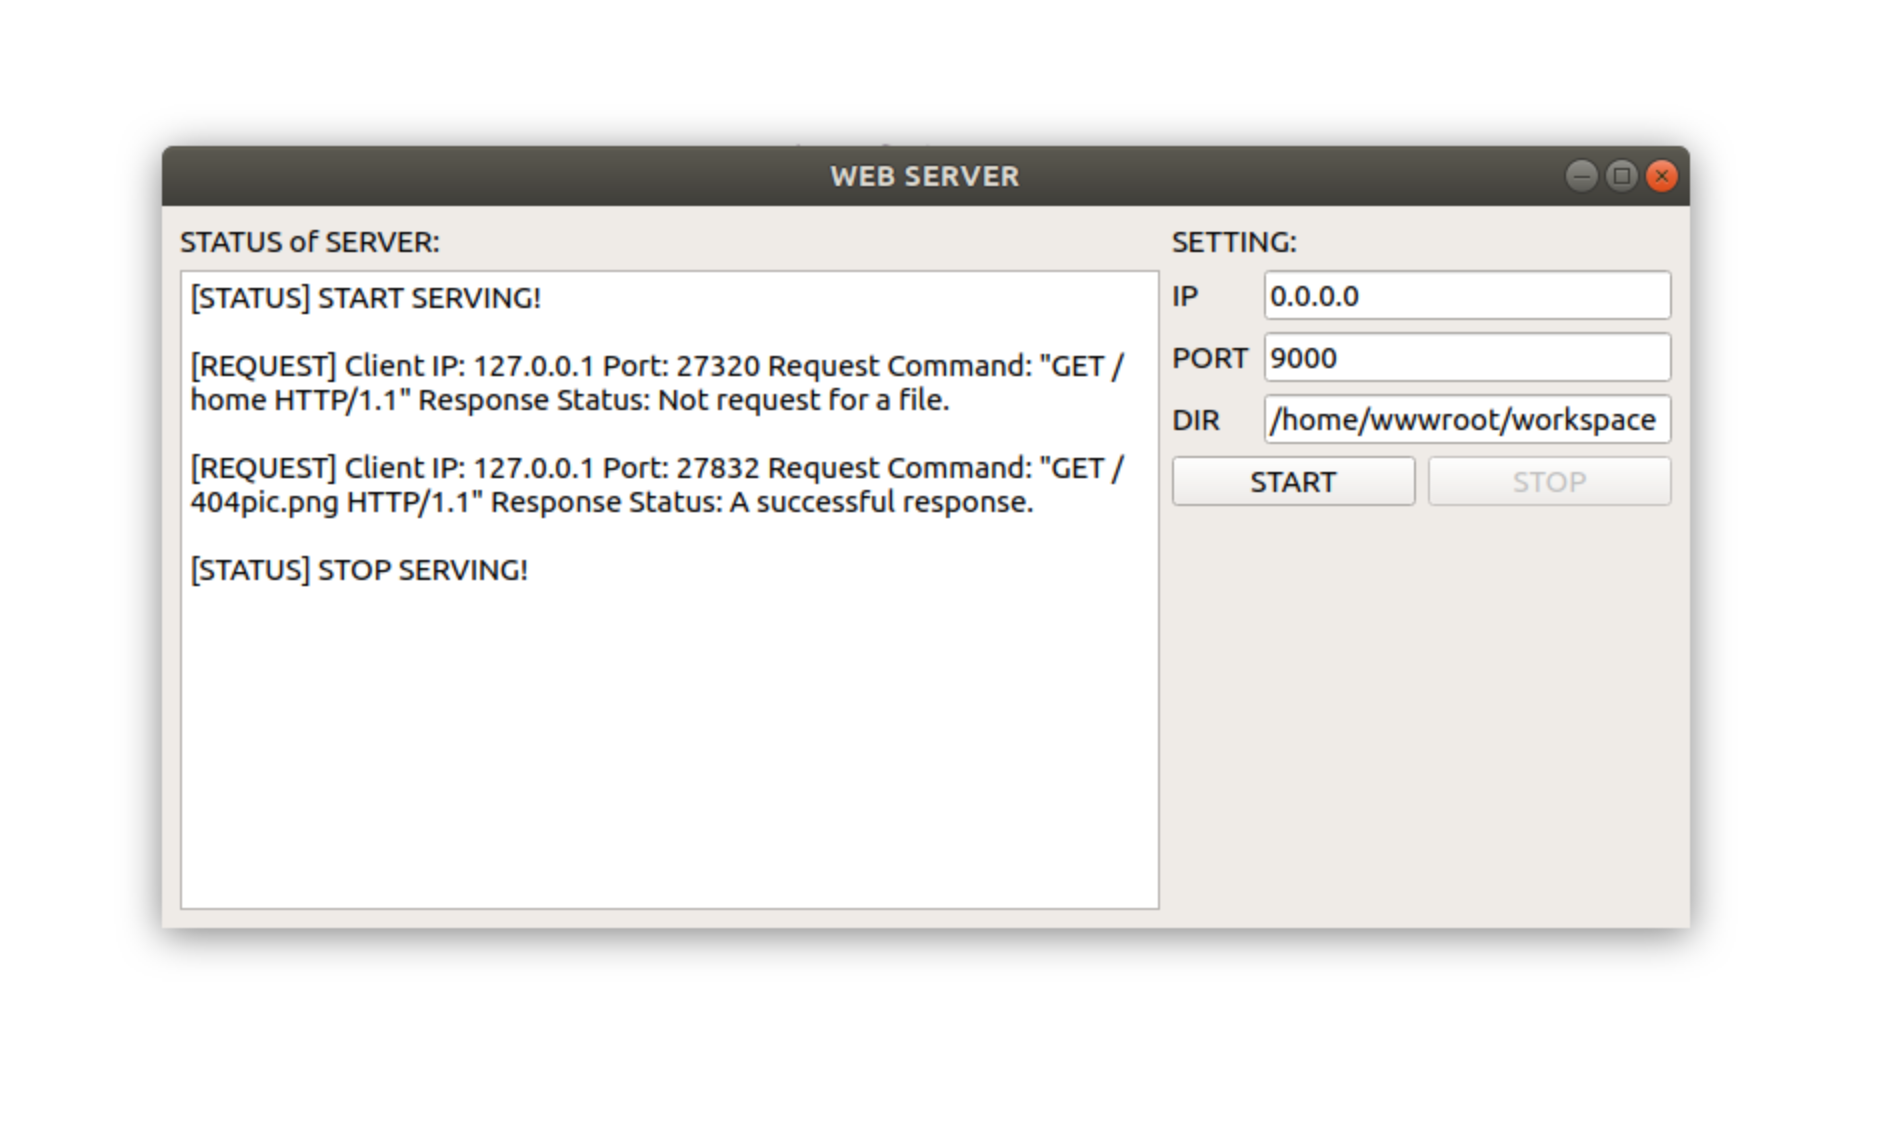 WEB SERVER
STATUS of SERVER:
[STATUS] START SERVING!
[REQUEST] Client IP: 127.0.0.1 Port: 27320 Request Command: "GET /
home HTTP/1.1" Response Status: Not request for a file.
[REQUEST] Client IP: 127.0.0.1 Port: 27832 Request Command: "GET /
404pic.png HTTP/1.1" Response Status: A successful response.
[STATUS] STOP SERVING!
SETTING:
IP 0.0.0.0
PORT 9000
DIR /home/wwwroot/workspace
START STOP